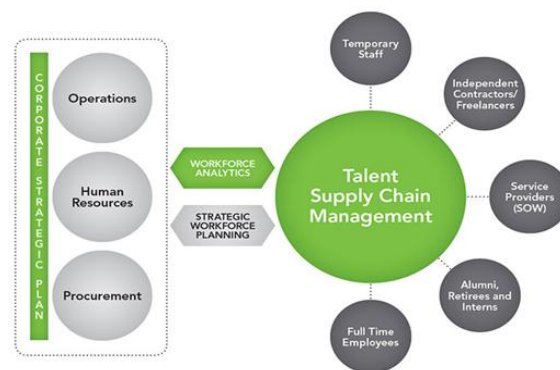 CORPORATE STRATEGIC PLAN
Operations
Human
Resources
Procurement
WORKFORCE
ANALYTICS
STRATEGIC
WORKFORCE
PLANNING
Talent
Supply Chain
Management
Temporary
Staff
Independent
Contractors/
Freelancers
Service
Providers
(SOW)
Alumni,
Retirees and
Interns
Full Time
Employees